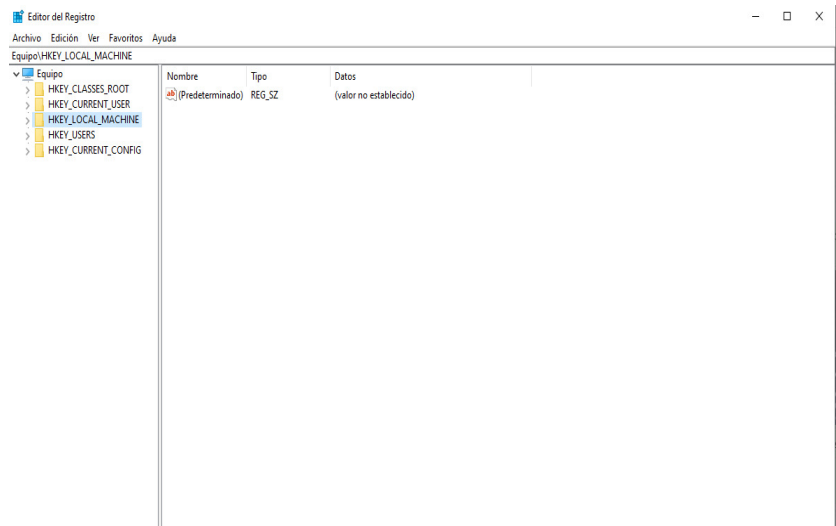 Editor del Registro
Archivo Edición Ver Favoritos Ayuda
Equipo\HKEY_LOCAL_MACHINE
Equipo
HKEY_CLASSES_ROOT
HKEY_CURRENT_USER
HKEY_LOCAL_MACHINE
HKEY_USERS
HKEY_CURRENT_CONFIG
Nombre Tipo Datos
ab (Predeterminado) REG_SZ (valor no establecido)